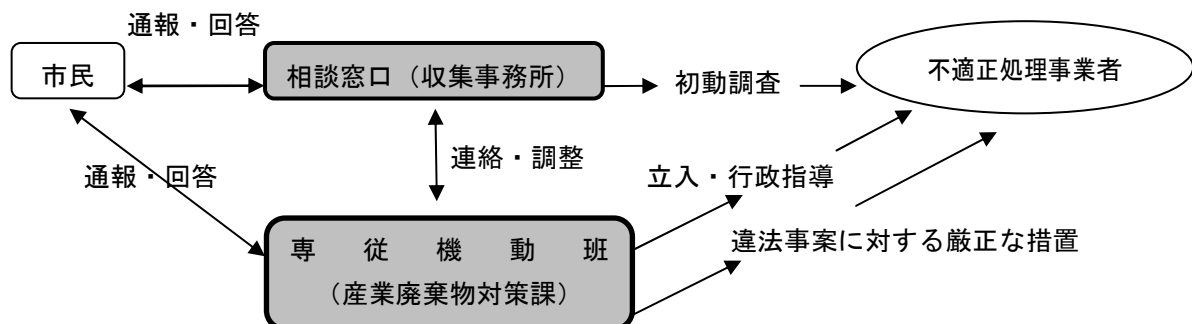 通報・回答
市民
相談窓口（収集事務所）
初動調査
不適正処理事業者
通報・回答
連絡・調整
立入・行政指導
専従機動班
（産業廃棄物対策課）
違法事案に対する厳正な措置